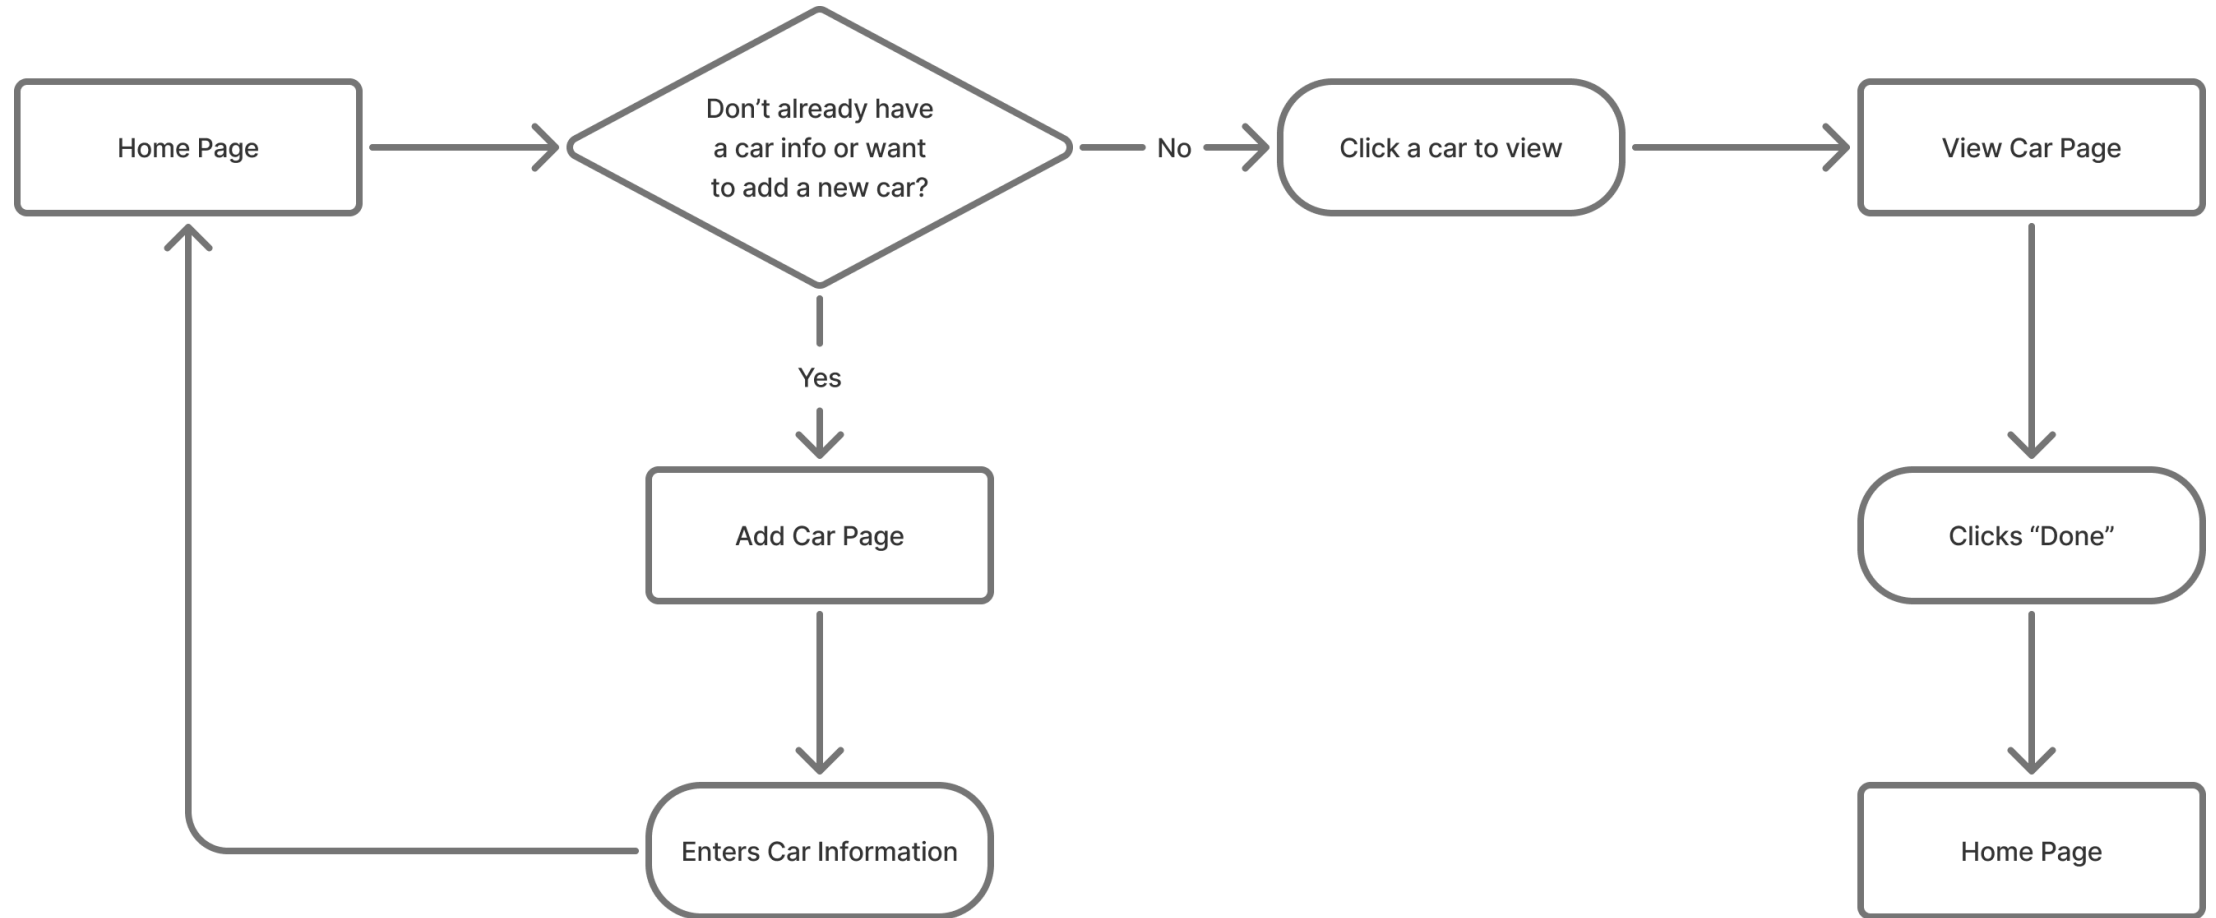 Home Page
Don’t already have
a car info or want
to add a new car?
No
Click a car to view
View Car Page
Yes
Add Car Page
Clicks “Done”
Enters Car Information
Home Page